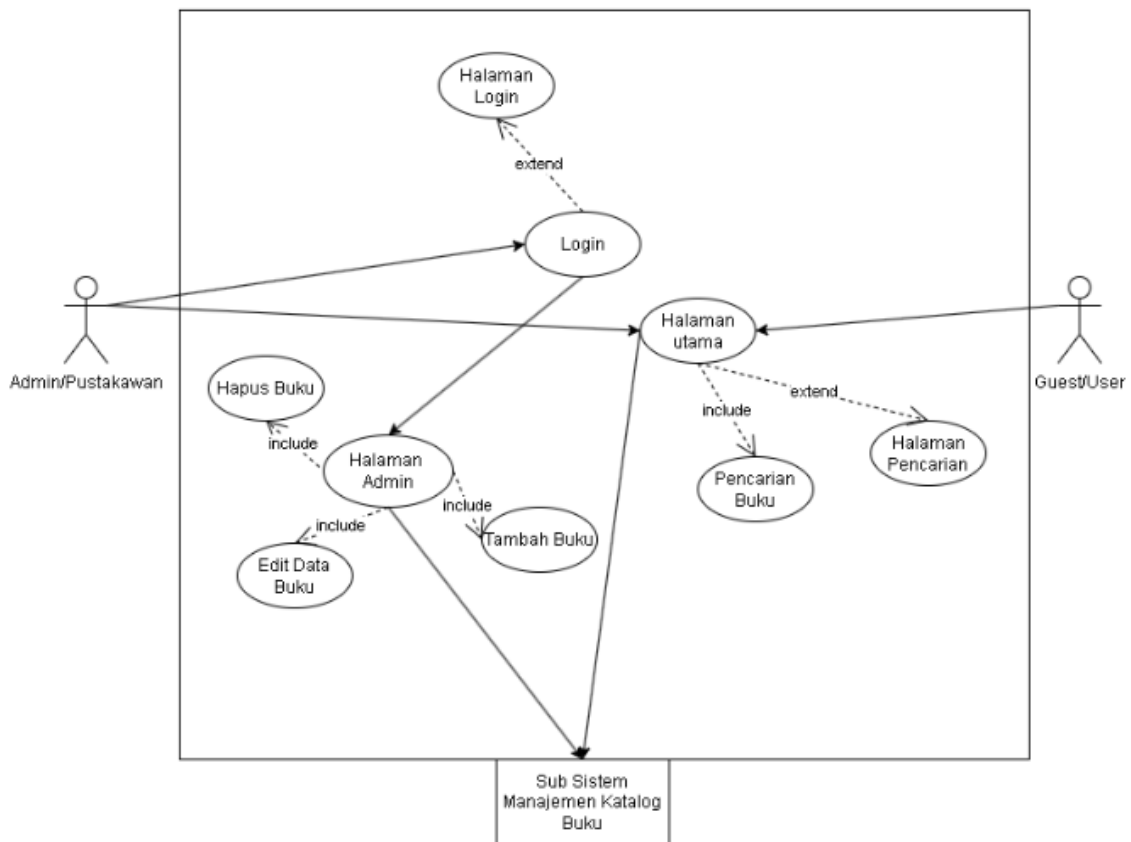 Halaman
Login
extend
Login
Halaman
utama
Admin/Pustakawan
Guest/User
Hapus Buku
include
extend
include
Halaman
Admin
Halaman
Pencarian
Pencarian
Buku
include
include
Tambah Buku
Edit Data
Buku
Sub Sistem
Manajemen Katalog
Buku